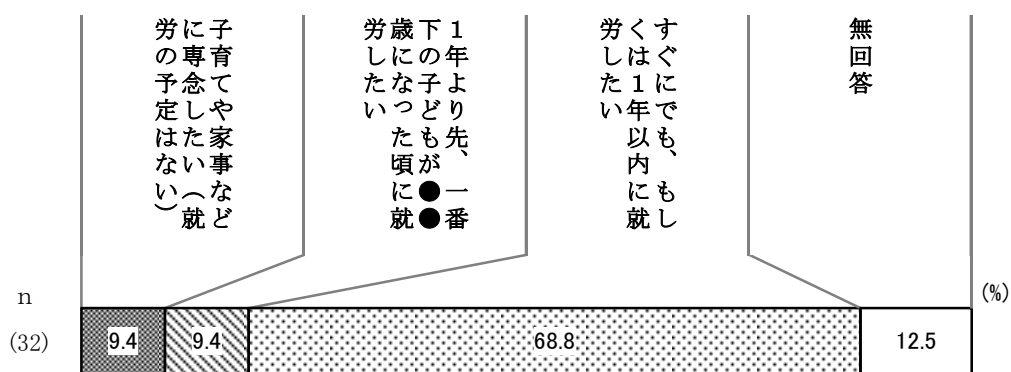 子育てや家事など
に専念したい（就
労の予定はない）
１年より先、一番
下の子どもが●●
歳になった頃に就
労したい
すぐにでも、もし
くは１年以内に就
労したい
無回答
(%)
n
(32)
9.4
9.4
68.8
12.5